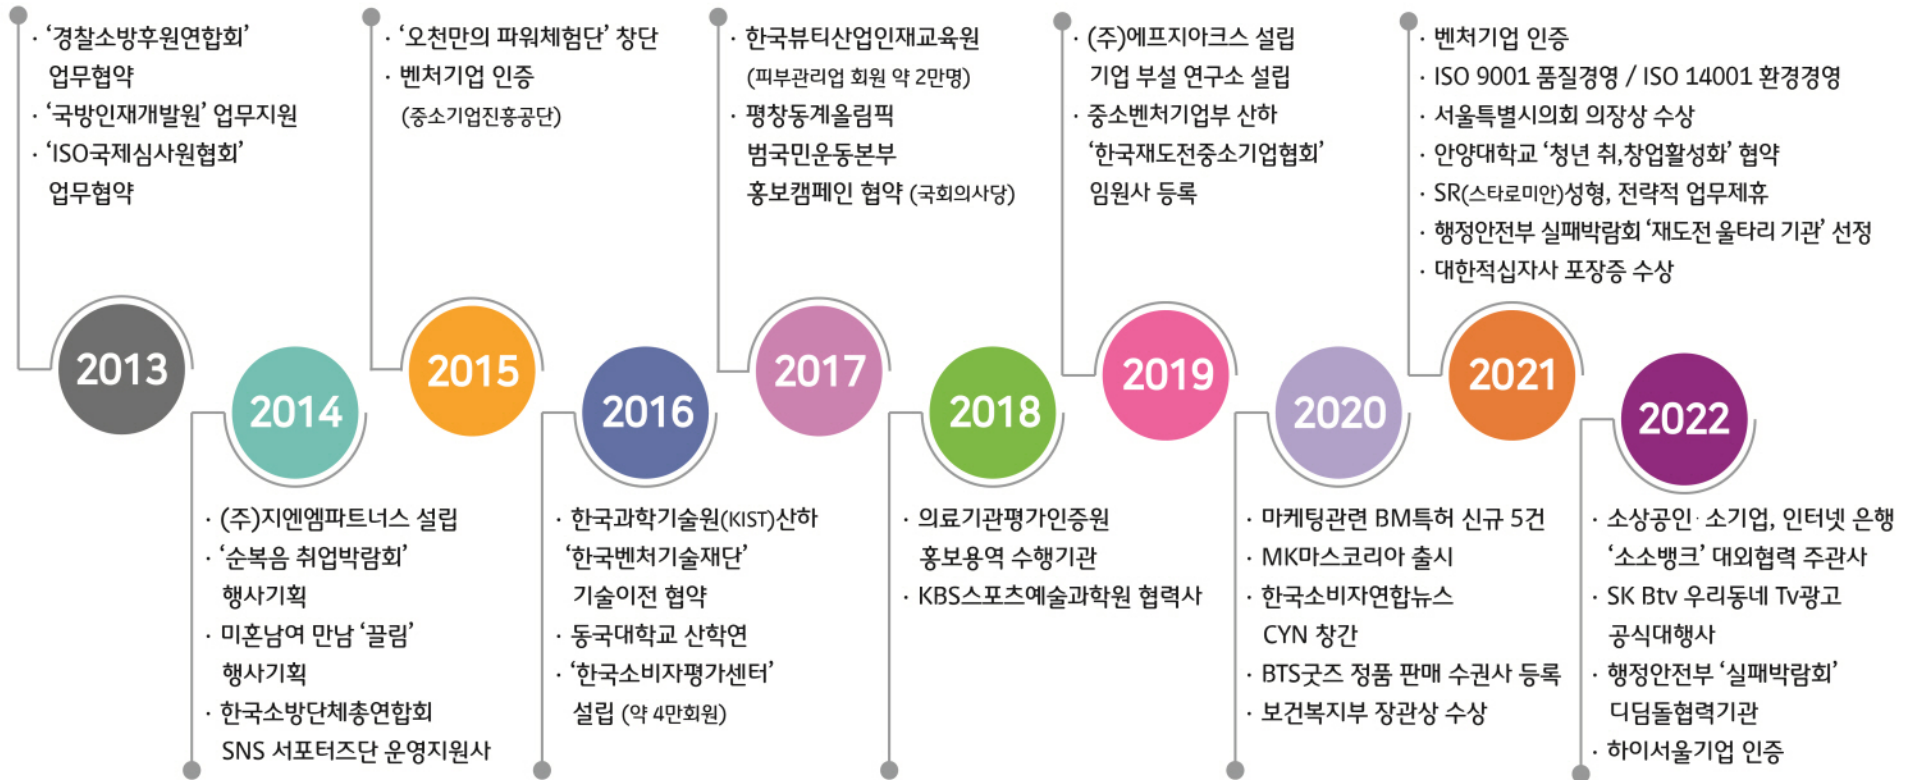 · ‘경찰소방후원연합회’
업무협약
· ‘국방인재개발원’ 업무지원
· ‘ISO국제심사원협회’
업무협약
2013
2014
· (주)지엔엠파트너스 설립
· ‘순복음 취업박람회’
행사기획
· 미혼남여 만남 ‘끌림’
행사기획
· 한국소방단체총연합회
SNS 서포터즈단 운영지원사
· ‘오천만의 파워체험단’ 창단
· 벤처기업 인증
(중소기업진흥공단)
2015
2016
· 한국과학기술원(KIST)산하
‘한국벤처기술재단’
기술이전 협약
· 동국대학교 산학연
· ‘한국소비자평가센터’
설립 (약 4만회원)
· 한국뷰티산업인재교육원
(피부관리업 회원 약 2만명)
· 평창동계올림픽
범국민운동본부
홍보캠페인 협약 (국회의사당)
2017
2018
· 의료기관평가인증원
홍보용역 수행기관
· KBS스포츠예술과학원 협력사
· (주)에프지아크스 설립
기업 부설 연구소 설립
· 중소벤처기업부 산하
‘한국재도전중소기업협회’
임원사 등록
2019
2020
· 마케팅관련 BM특허 신규 5건
· MK마스코리아 출시
· 한국소비자연합뉴스
CYN 창간
· BTS굿즈 정품 판매 수권사 등록
· 보건복지부 장관상 수상
· 벤처기업 인증
· ISO 9001 품질경영 / ISO 14001 환경경영
· 서울특별시의회 의장상 수상
· 안양대학교 ‘청년 취,창업활성화’ 협약
· SR(스타로미안)성형, 전략적 업무제휴
· 행정안전부 실패박람회 ‘재도전 울타리 기관’ 선정
· 대한적십자사 포장증 수상
2021
2022
· 소상공인· 소기업, 인터넷 은행
‘소소뱅크’ 대외협력 주관사
· SK Btv 우리동네 Tv광고
공식대행사
· 행정안전부 ‘실패박람회’
디딤돌협력기관
· 하이서울기업 인증